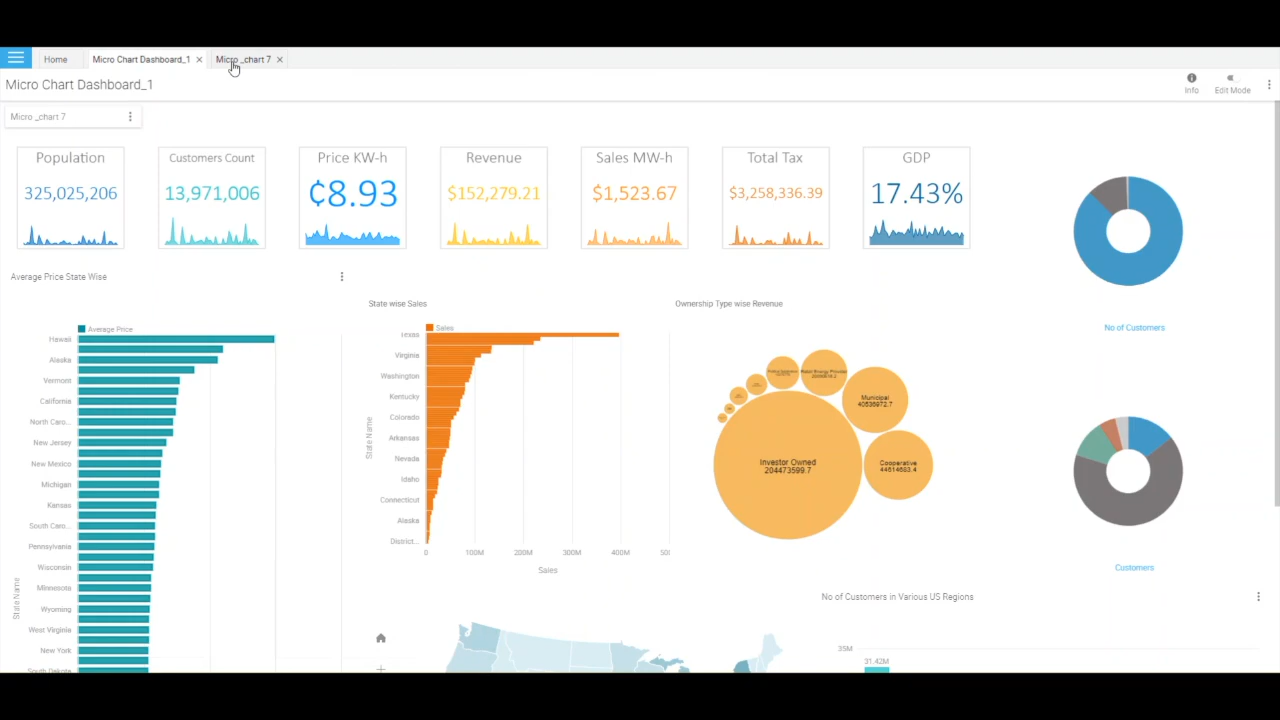 Home
Micro Chart Dashboard_1
Micro _chart 7
Micro Chart Dashboard_1
Info
Edit Mode
Micro _chart 7
Population
325,025,206
Customers Count
13,971,006
Price KW-h
¢8.93
Revenue
$152,279.21
Sales MW-h
$1,523.67
Total Tax
$3,258,336.39
GDP
17.43%
Average Price State Wise
Average Price
Hawaii
Alaska
Vermont
California
North Caro...
New Jersey
New Mexico
Michigan
Kansas
South Caro...
Pennsylvania
Wisconsin
Minnesota
Wyoming
West Virginia
New York
South Dakota
State Name
State wise Sales
Sales
Texas
Virginia
Washington
Kentucky
Colorado
Arkansas
Nevada
Idaho
Connecticut
Alaska
District...
State Name
0 100M 200M 300M 400M
Sales
Ownership Type wise Revenue
Municipal
40536972.7
Investor Owned
204473599.7
Cooperative
44614683.4
No of Customers
Customers
No of Customers in Various US Regions
35M
31.42M